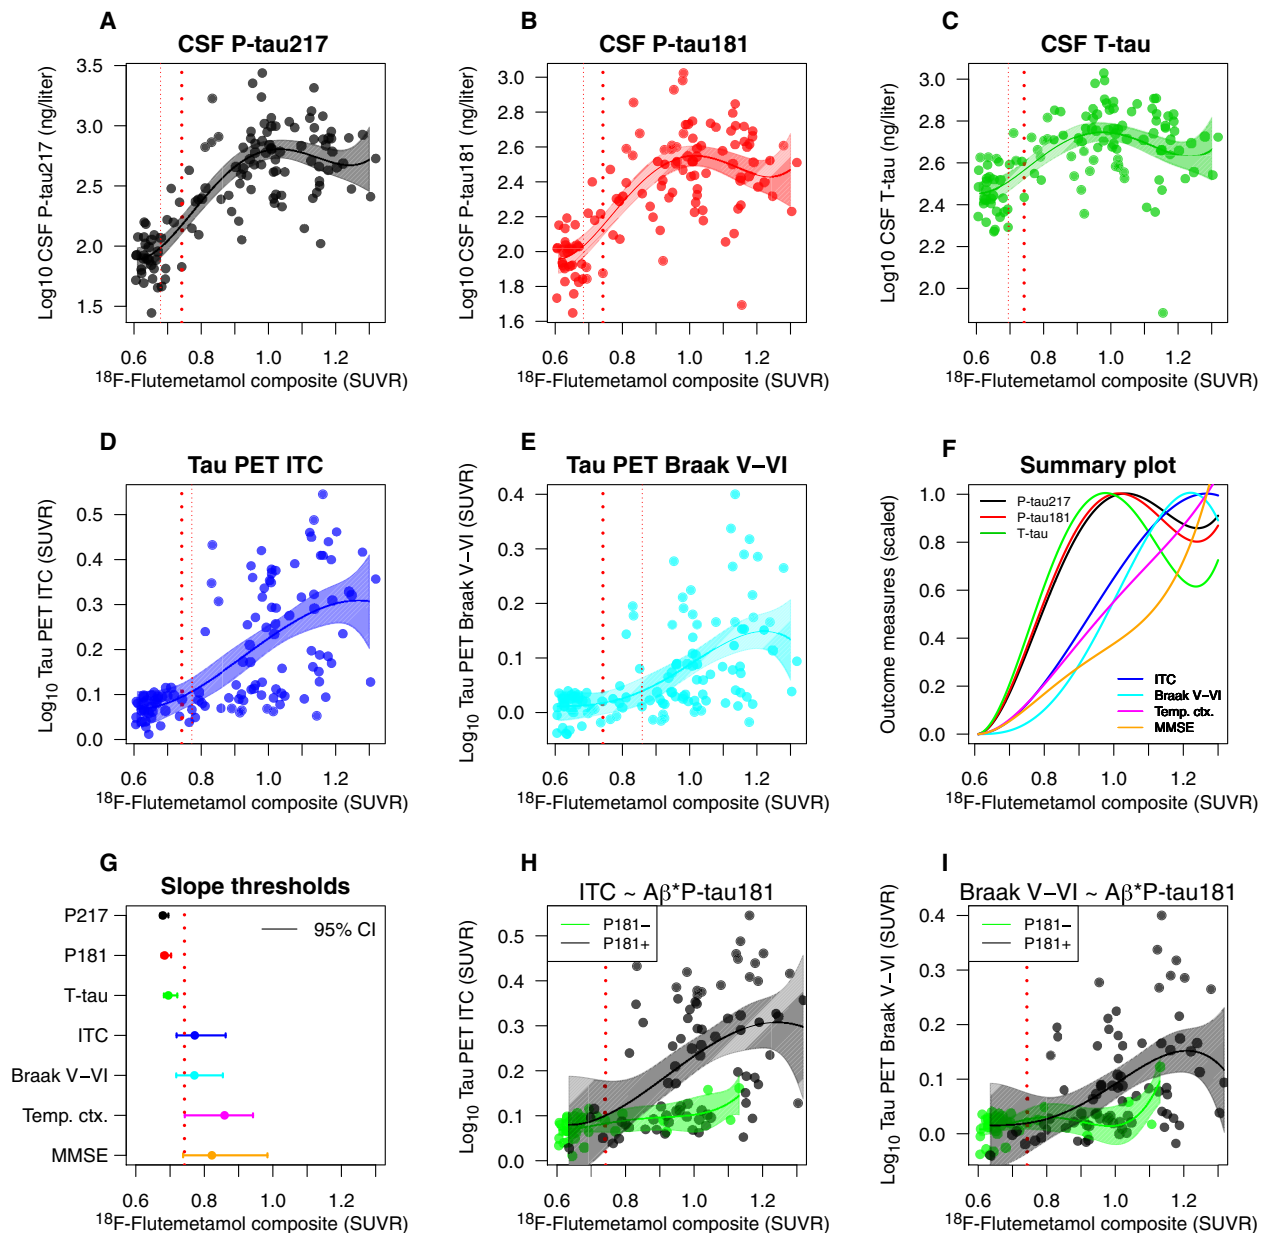 A
CSF P-tau217
Log10 CSF P-tau217 (ng/liter)
3.5
3.0
2.5
2.0
1.5
0.6 0.8 1.0 1.2
18F-Flutemetamol composite (SUVR)
B
CSF P-tau181
Log10 CSF P-tau181 (ng/liter)
3.0
2.8
2.6
2.4
2.2
2.0
1.8
1.6
0.6 0.8 1.0 1.2
18F-Flutemetamol composite (SUVR)
C
CSF T-tau
Log10 CSF T-tau (ng/liter)
3.0
2.8
2.6
2.4
2.2
2.0
0.6 0.8 1.0 1.2
18F-Flutemetamol composite (SUVR)
D
Tau PET ITC
Log10 Tau PET ITC (SUVR)
0.5
0.4
0.3
0.2
0.1
0.0
0.6 0.8 1.0 1.2
18F-Flutemetamol composite (SUVR)
E
Tau PET Braak V−VI
Log10 Tau PET Braak V−VI (SUVR)
0.4
0.3
0.2
0.1
0.0
0.6 0.8 1.0 1.2
18F-Flutemetamol composite (SUVR)
F
Summary plot
Outcome measures (scaled)
1.0
0.8
0.6
0.4
0.2
0.0
P-tau217
P-tau181
T-tau
ITC
Braak V−VI
Temp. ctx.
MMSE
0.6 0.8 1.0 1.2
18F-Flutemetamol composite (SUVR)
G
Slope thresholds
P217
P181
T-tau
ITC
Braak V−VI
Temp. ctx.
MMSE
95% CI
0.6 0.8 1.0 1.2
18F-Flutemetamol composite (SUVR)
H
ITC ~ Aβ*P-tau181
Log10 Tau PET ITC (SUVR)
0.5
0.4
0.3
0.2
0.1
0.0
P181−
P181+
0.6 0.8 1.0 1.2
18F-Flutemetamol composite (SUVR)
I
Braak V−VI ~ Aβ*P-tau181
Log10 Tau PET Braak V−VI (SUVR)
0.4
0.3
0.2
0.1
0.0
P181−
P181+
0.6 0.8 1.0 1.2
18F-Flutemetamol composite (SUVR)